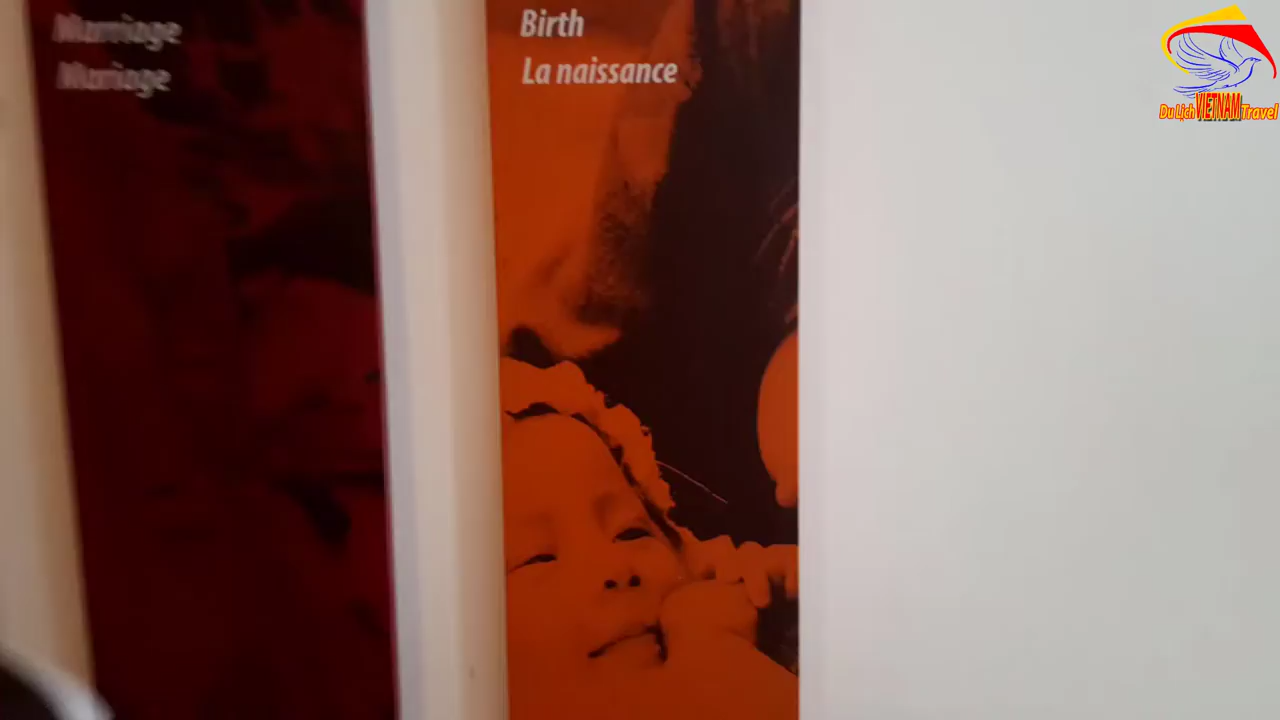 Marriage
Mariage
Birth
La naissance
Du Lịch VIETNAM Travel